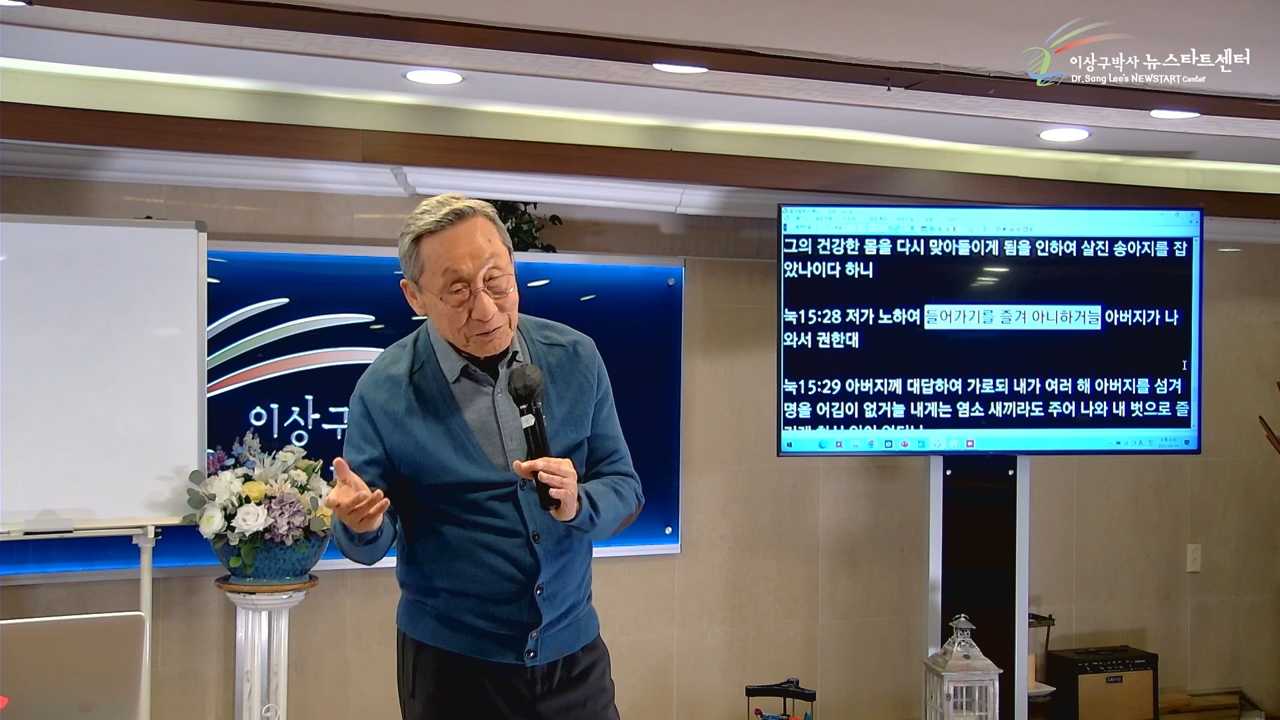 이상구박사 뉴스타트센터
Dr. Sang Lee's NEWSTART Center
그의 건강한 몸을 다시 맞아들이게 됨을 인하여 살진 송아지를 잡
았나이다 하니
눅15:28 저가 노하여 들어가기를 즐겨 아니하거늘 아버지가 나
와서 권한대
눅15:29 아버지께 대답하여 가로되 내가 여러 해 아버지를 섬겨
명을 어김이 없거늘 내게는 염소 새끼라도 주어 나와 내 벗으로 즐
이상구